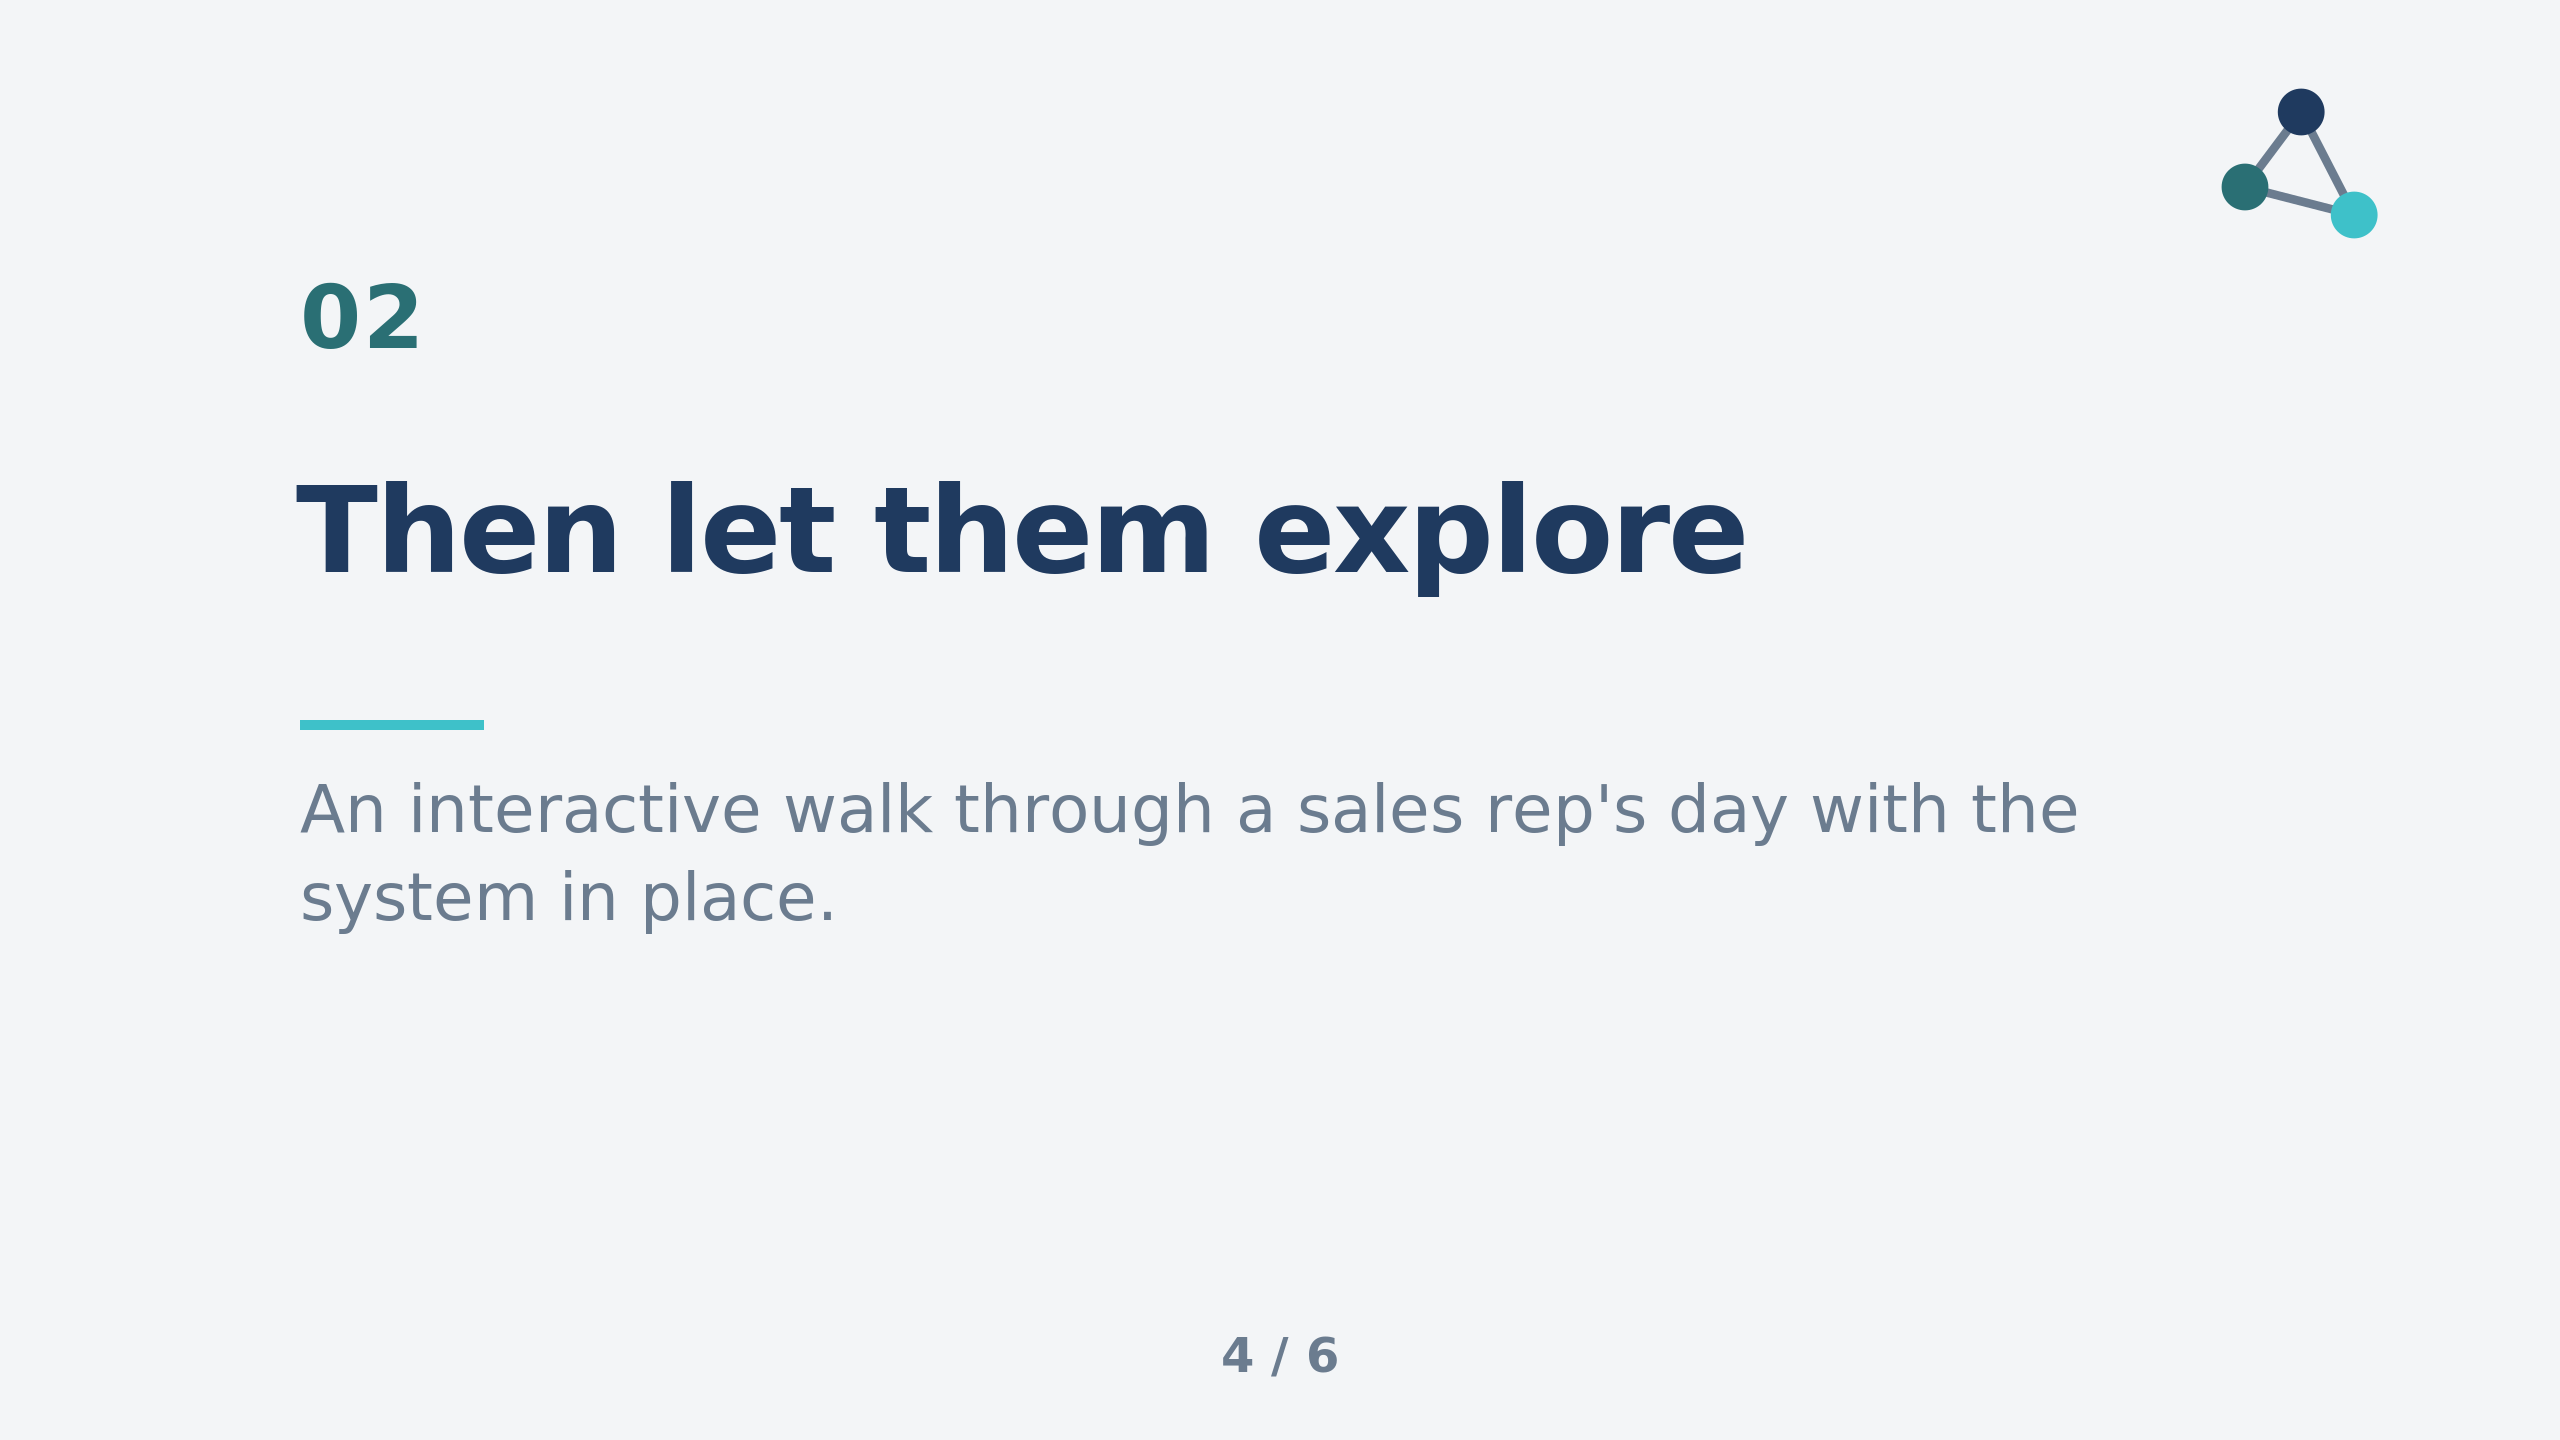 02
Then let them explore
An interactive walk through a sales rep's day with the
system in place.
4 / 6